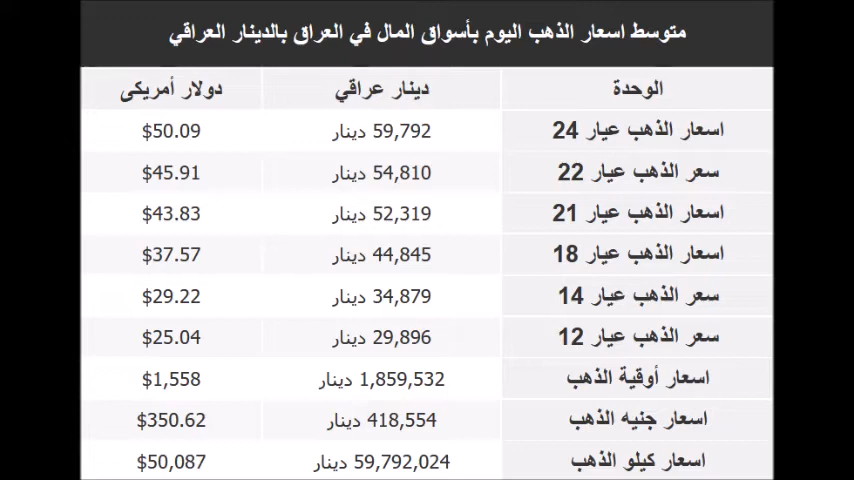 متوسط اسعار الذهب اليوم بأسواق المال في العراق بالدينار العراقي
الوحدة دينار عراقي دولار أمريكى
اسعار الذهب عيار 24 59,792 دينار $50.09
سعر الذهب عيار 22 54,810 دينار $45.91
اسعار الذهب عيار 21 52,319 دينار $43.83
اسعار الذهب عيار 18 44,845 دينار $37.57
سعر الذهب عيار 14 34,879 دينار $29.22
سعر الذهب عيار 12 29,896 دينار $25.04
اسعار أوقية الذهب 1,859,532 دينار $1,558
اسعار جنيه الذهب 418,554 دينار $350.62
اسعار كيلو الذهب 59,792,024 دينار $50,087